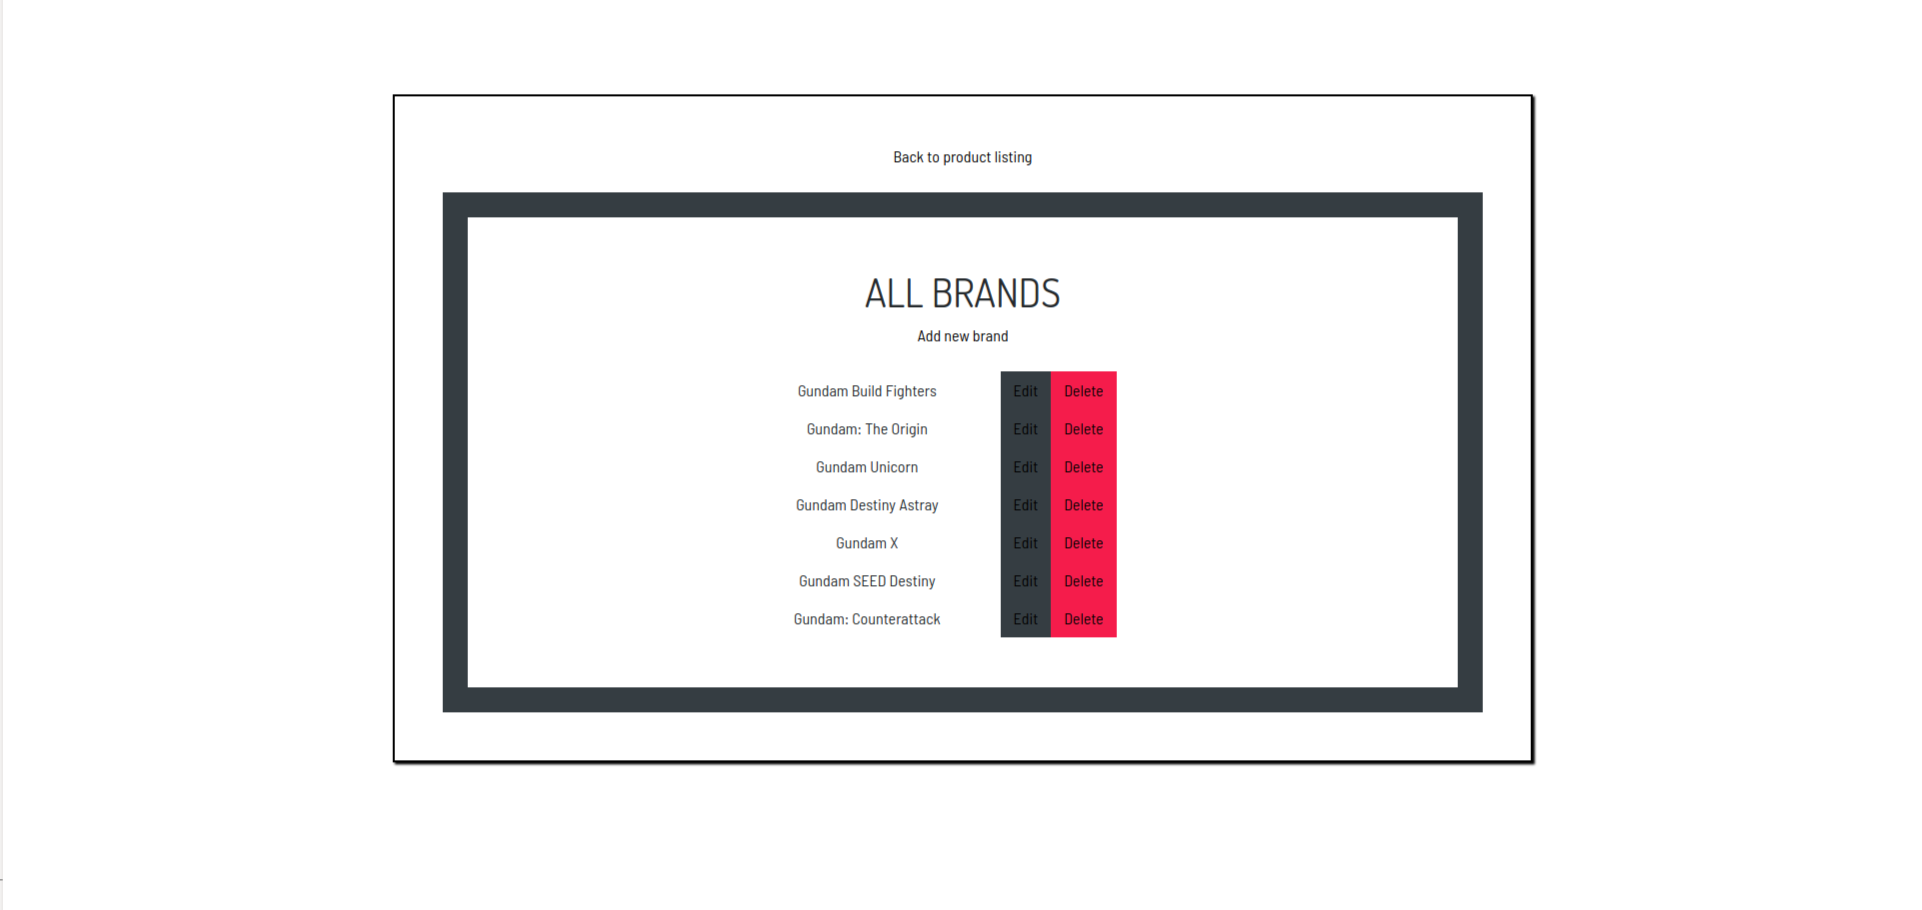 Back to product listing
ALL BRANDS
Add new brand
Gundam Build Fighters Edit Delete
Gundam: The Origin Edit Delete
Gundam Unicorn Edit Delete
Gundam Destiny Astray Edit Delete
Gundam X Edit Delete
Gundam SEED Destiny Edit Delete
Gundam: Counterattack Edit Delete